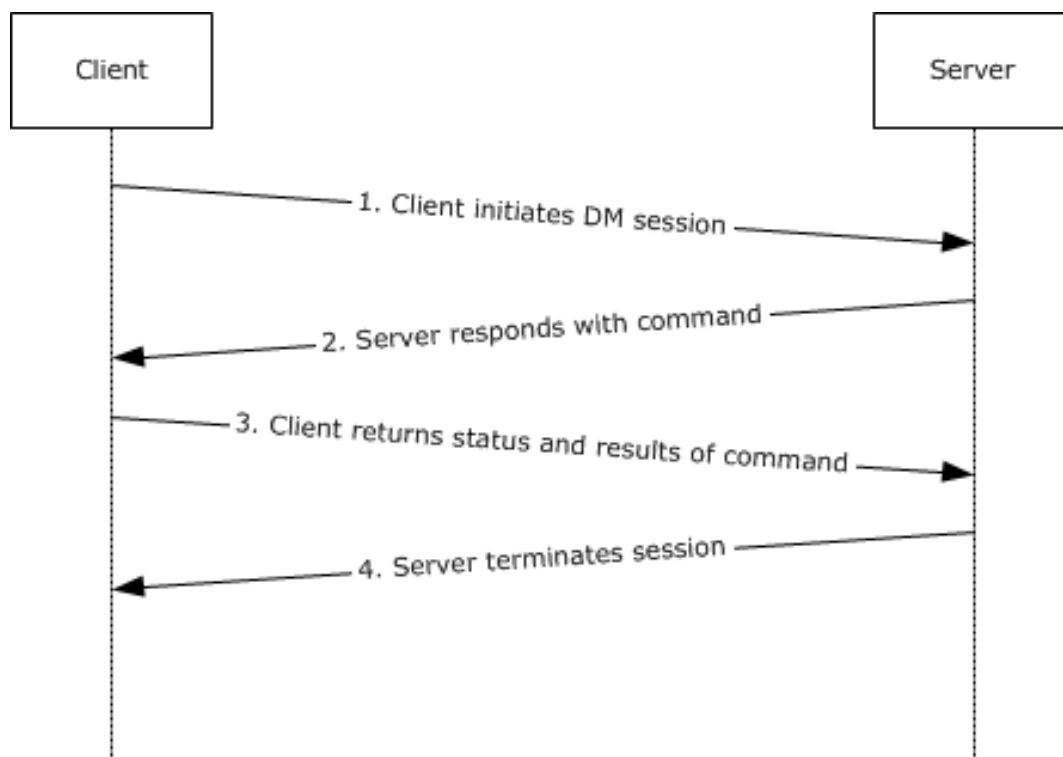 Client
Server
1. Client initiates DM session
2. Server responds with command
3. Client returns status and results of command
4. Server terminates session